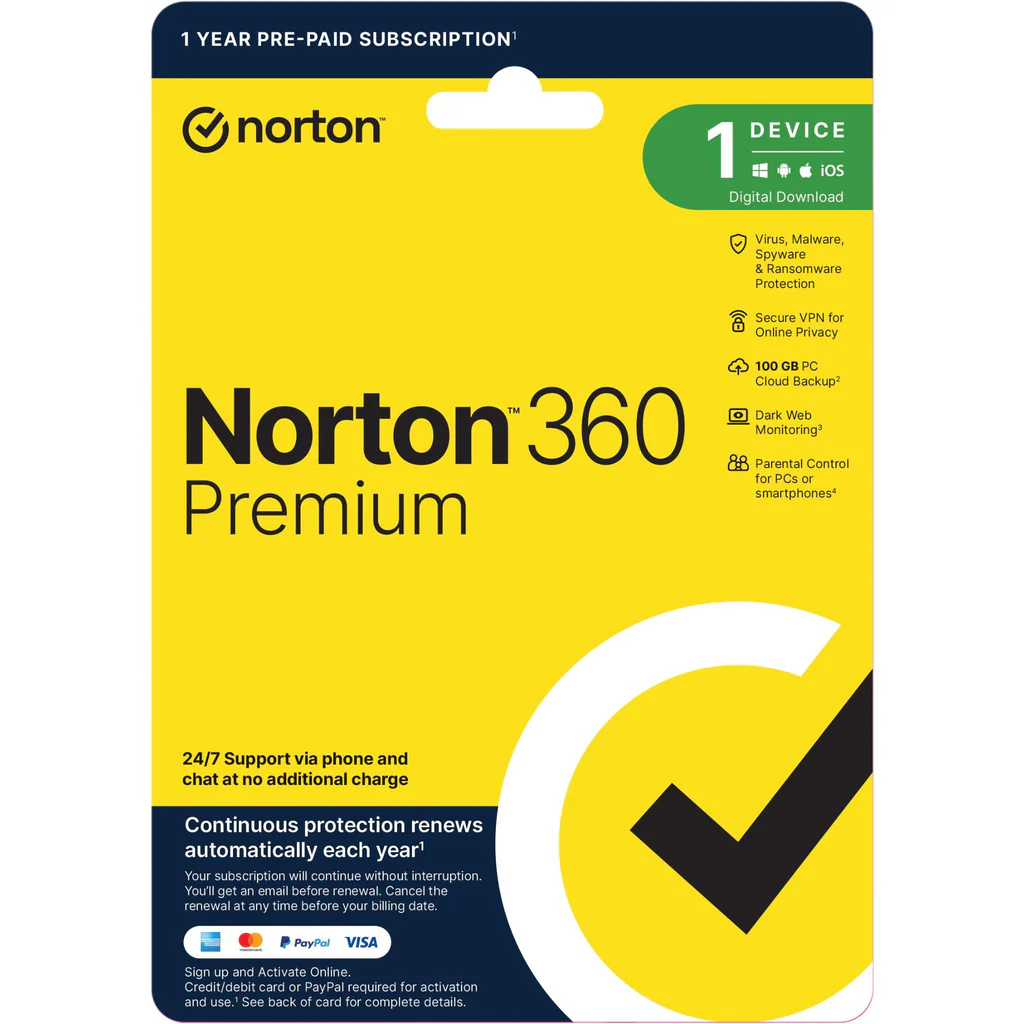 1 YEAR PRE-PAID SUBSCRIPTION¹
norton™
1 DEVICE
iOS
Digital Download
Virus, Malware,
Spyware
& Ransomware
Protection
Secure VPN for
Online Privacy
100 GB PC
Cloud Backup²
Dark Web
Monitoring³
Parental Control
for PCs or
smartphones⁴
Norton™ 360
Premium
24/7 Support via phone and
chat at no additional charge
Continuous protection renews
automatically each year¹
Your subscription will continue without interruption.
You'll get an email before renewal. Cancel the
renewal at any time before your billing date.
mastercard PayPal VISA
Sign up and Activate Online.
Credit/debit card or PayPal required for activation
and use.¹ See back of card for complete details.